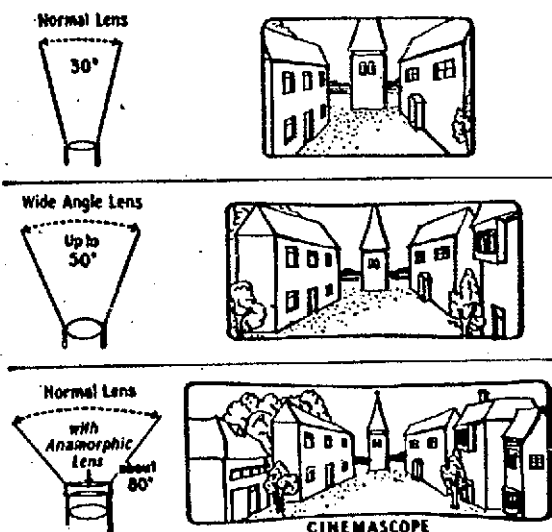 Normal Lens
30°
Wide Angle Lens
Up to
50°
Normal Lens
with
Anamorphic
Lens
about
80°
CINEMASCOPE